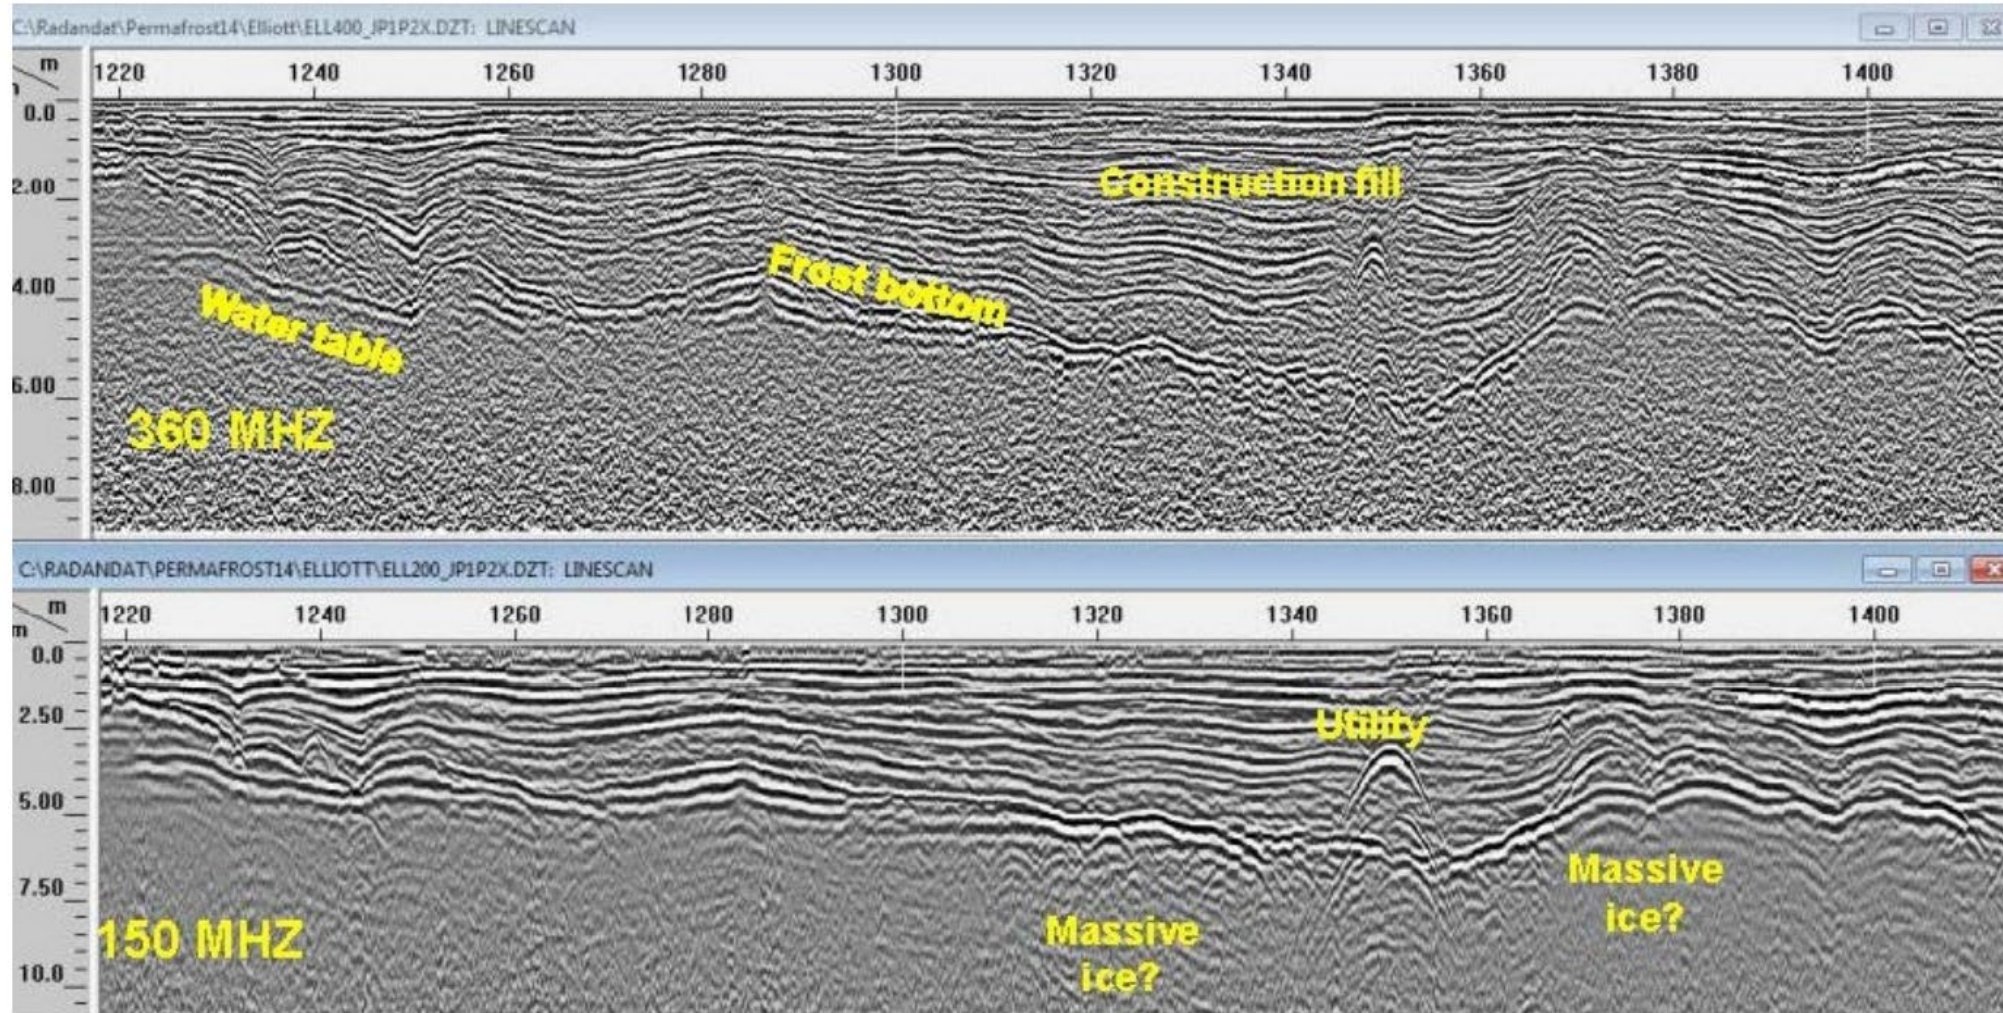 C:\Radandat\Permafrost14\Elliott\ELL400_JP1P2X.DZT: LINESCAN
m 1220 1240 1260 1280 1300 1320 1340 1360 1380 1400
0.0
Construction fill
2.00
Frost bottom
4.00
Water table
6.00
360 MHZ
8.00
C:\RADANDAT\PERMAFROST14\ELLIOTT\ELL200_JP1P2X.DZT: LINESCAN
m 1220 1240 1260 1280 1300 1320 1340 1360 1380 1400
m
0.0
2.50
Utility
5.00
7.50
Massive
ice?
150 MHZ
Massive
ice?
10.0